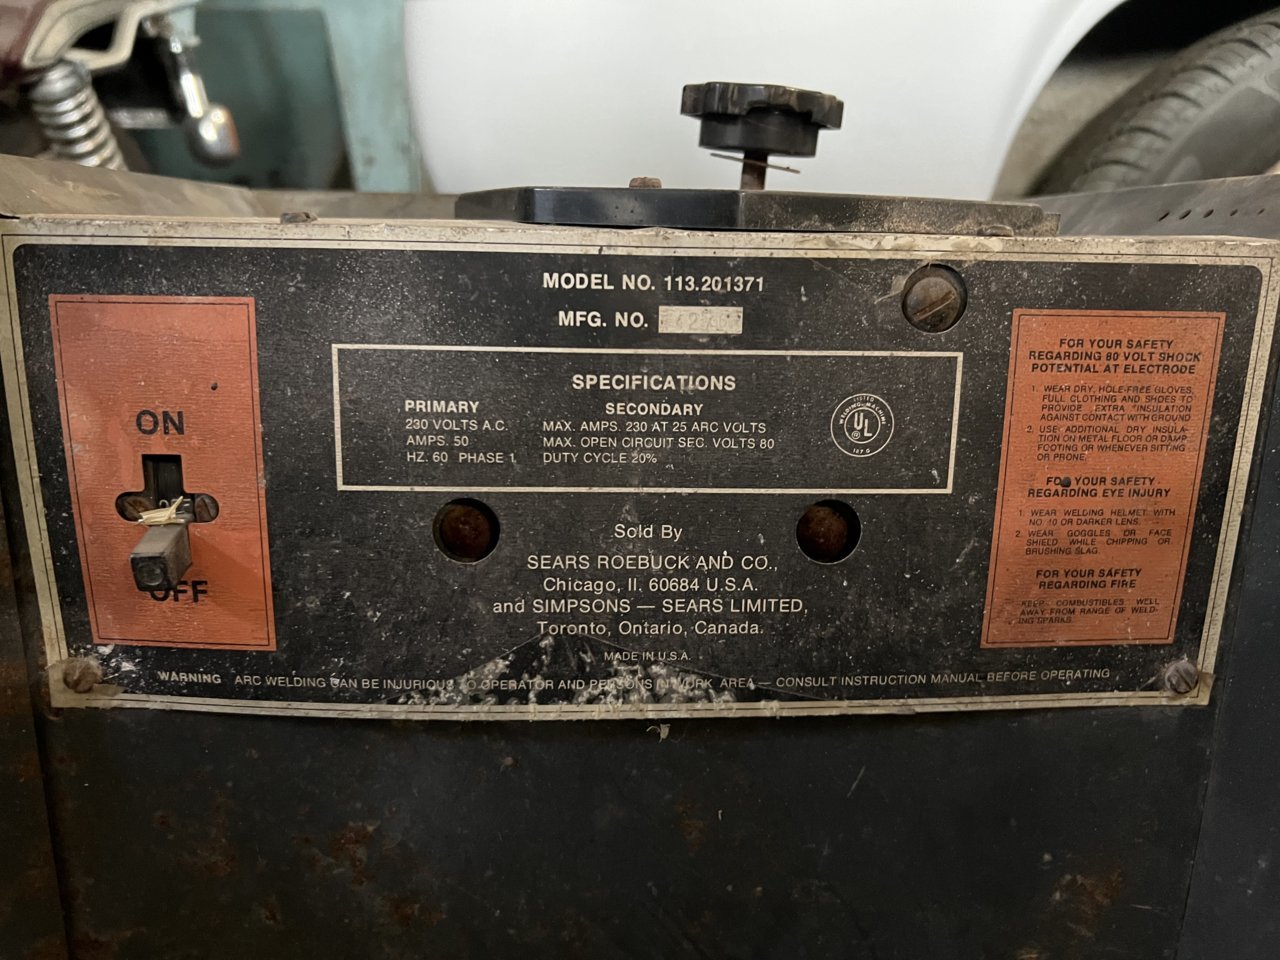 MODEL NO. 113.201371
MFG. NO.
ON
OFF
SPECIFICATIONS
PRIMARY
230 VOLTS A.C.
AMPS. 50
HZ. 60 PHASE 1
SECONDARY
MAX. AMPS. 230 AT 25 ARC VOLTS
MAX. OPEN CIRCUIT SEC. VOLTS 80
DUTY CYCLE 20%
LISTED
WELDING MACHINE
UL
Sold By
SEARS ROEBUCK AND CO.,
Chicago, Il. 60684 U.S.A.
and SIMPSONS — SEARS LIMITED,
Toronto, Ontario, Canada.
MADE IN U.S.A.
WARNING ARC WELDING CAN BE INJURIOUS TO OPERATOR AND PERSONS IN WORK AREA — CONSULT INSTRUCTION MANUAL BEFORE OPERATING
FOR YOUR SAFETY
REGARDING 80 VOLT SHOCK
POTENTIAL AT ELECTRODE
1. WEAR DRY, HOLE-FREE GLOVES,
FULL CLOTHING AND SHOES TO
PROVIDE EXTRA INSULATION
AGAINST CONTACT WITH GROUND
2. USE ADDITIONAL DRY INSULA-
TION ON METAL FLOOR OR DAMP
FOOTING OR WHENEVER SITTING
OR PRONE.
FOR YOUR SAFETY
REGARDING EYE INJURY
1. WEAR WELDING HELMET WITH
NO. 10 OR DARKER LENS.
2. WEAR GOGGLES OR FACE
SHIELD WHILE CHIPPING OR
BRUSHING SLAG.
FOR YOUR SAFETY
REGARDING FIRE
KEEP COMBUSTIBLES WELL
AWAY FROM RANGE OF WELD-
ING SPARKS.